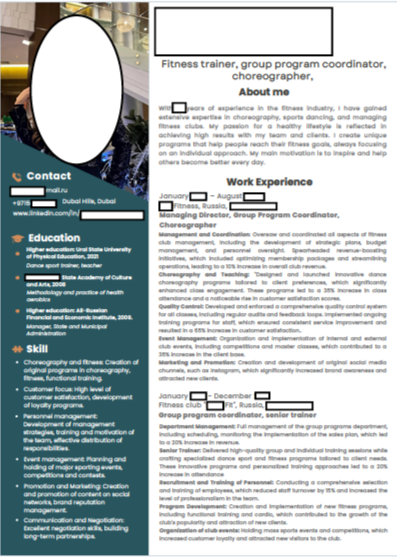 Fitness trainer, group program coordinator,
choreographer,
About me
With years of experience in the fitness industry, I have gained
extensive expertise in choreography, sports dancing, and managing
fitness clubs. My passion for a healthy lifestyle is reflected in
achieving high results with my team and clients. I create unique
programs that help people reach their fitness goals, always focusing
on an individual approach. My main motivation is to inspire and help
others become better every day.
Work Experience
January – August
Fitness, Russia,
Managing Director, Group Program Coordinator,
Choreographer
Management and Coordination: Oversaw and coordinated all aspects of fitness
club management, including the development of strategic plans, budget
management, and personnel oversight. Spearheaded revenue-boosting
initiatives, which included optimizing membership packages and streamlining
operations, leading to a 10% increase in overall club revenue.
Choreography and Teaching: "Designed and launched innovative dance
choreography programs tailored to client preferences, which significantly
enhanced close engagement. These programs led to a 35% increase in class
attendance and a noticeable rise in customer satisfaction scores.
Quality Control: Developed and enforced a comprehensive quality control system
for all classes, including regular audits and feedback loops. Implemented ongoing
training programs for staff, which ensured consistent service improvement and
resulted in a 55% increase in customer satisfaction.
Event Management: Organization and implementation of internal and external
club events, including competitions and master classes, which contributed to a
35% increase in the client base.
Marketing and Promotion: Creation and development of original social media
channels, such as Instagram, which significantly increased brand awareness and
attracted new clients.
January – December
Fitness club " Fit", Russia,
Group program coordinator, senior trainer
Department Management: Full management of the group programs department,
including scheduling, monitoring the implementation of the sales plan, which led
to a 20% increase in revenue.
Senior Trainer: Delivered high-quality group and individual training sessions while
crafting specialized dance sport and fitness programs tailored to client needs.
These innovative programs and personalized training approaches led to a 20%
increase in attendance
Recruitment and Training of Personnel: Conducting a comprehensive selection
and training of employees, which reduced staff turnover by 15% and increased the
level of professionalism in the team.
Program Development: Creation and implementation of new fitness programs,
including functional training and cardio, which contributed to the growth of the
club's popularity and attraction of new clients.
Organization of club events: Holding mass sports events and competitions, which
increased customer loyalty and attracted new visitors to the club.
Contact
mail.ru
+9715 Dubai Hills, Dubai
www.linkedin.com/in/
Education
Higher education: Ural State University
of Physical Education, 2021
Dance sport trainer, teacher
State Academy of Culture
and Arts, 2008
Methodology and practice of health
aerobics
Higher education: All-Russian
Financial and Economic Institute, 2009.
Manager, State and Municipal
Administration
Skill
Choreography and fitness: Creation of
original programs in choreography,
fitness, functional training.
Customer focus: High level of
customer satisfaction, development
of loyalty programs.
Personnel management:
Development of management
strategies, training and motivation of
the team, effective distribution of
responsibilities.
Event management: Planning and
holding of major sporting events,
competitions and contests.
Promotion and Marketing: Creation
and promotion of content on social
networks, brand reputation
management.
Communication and Negotiation:
Excellent negotiation skills, building
long-term partnerships.